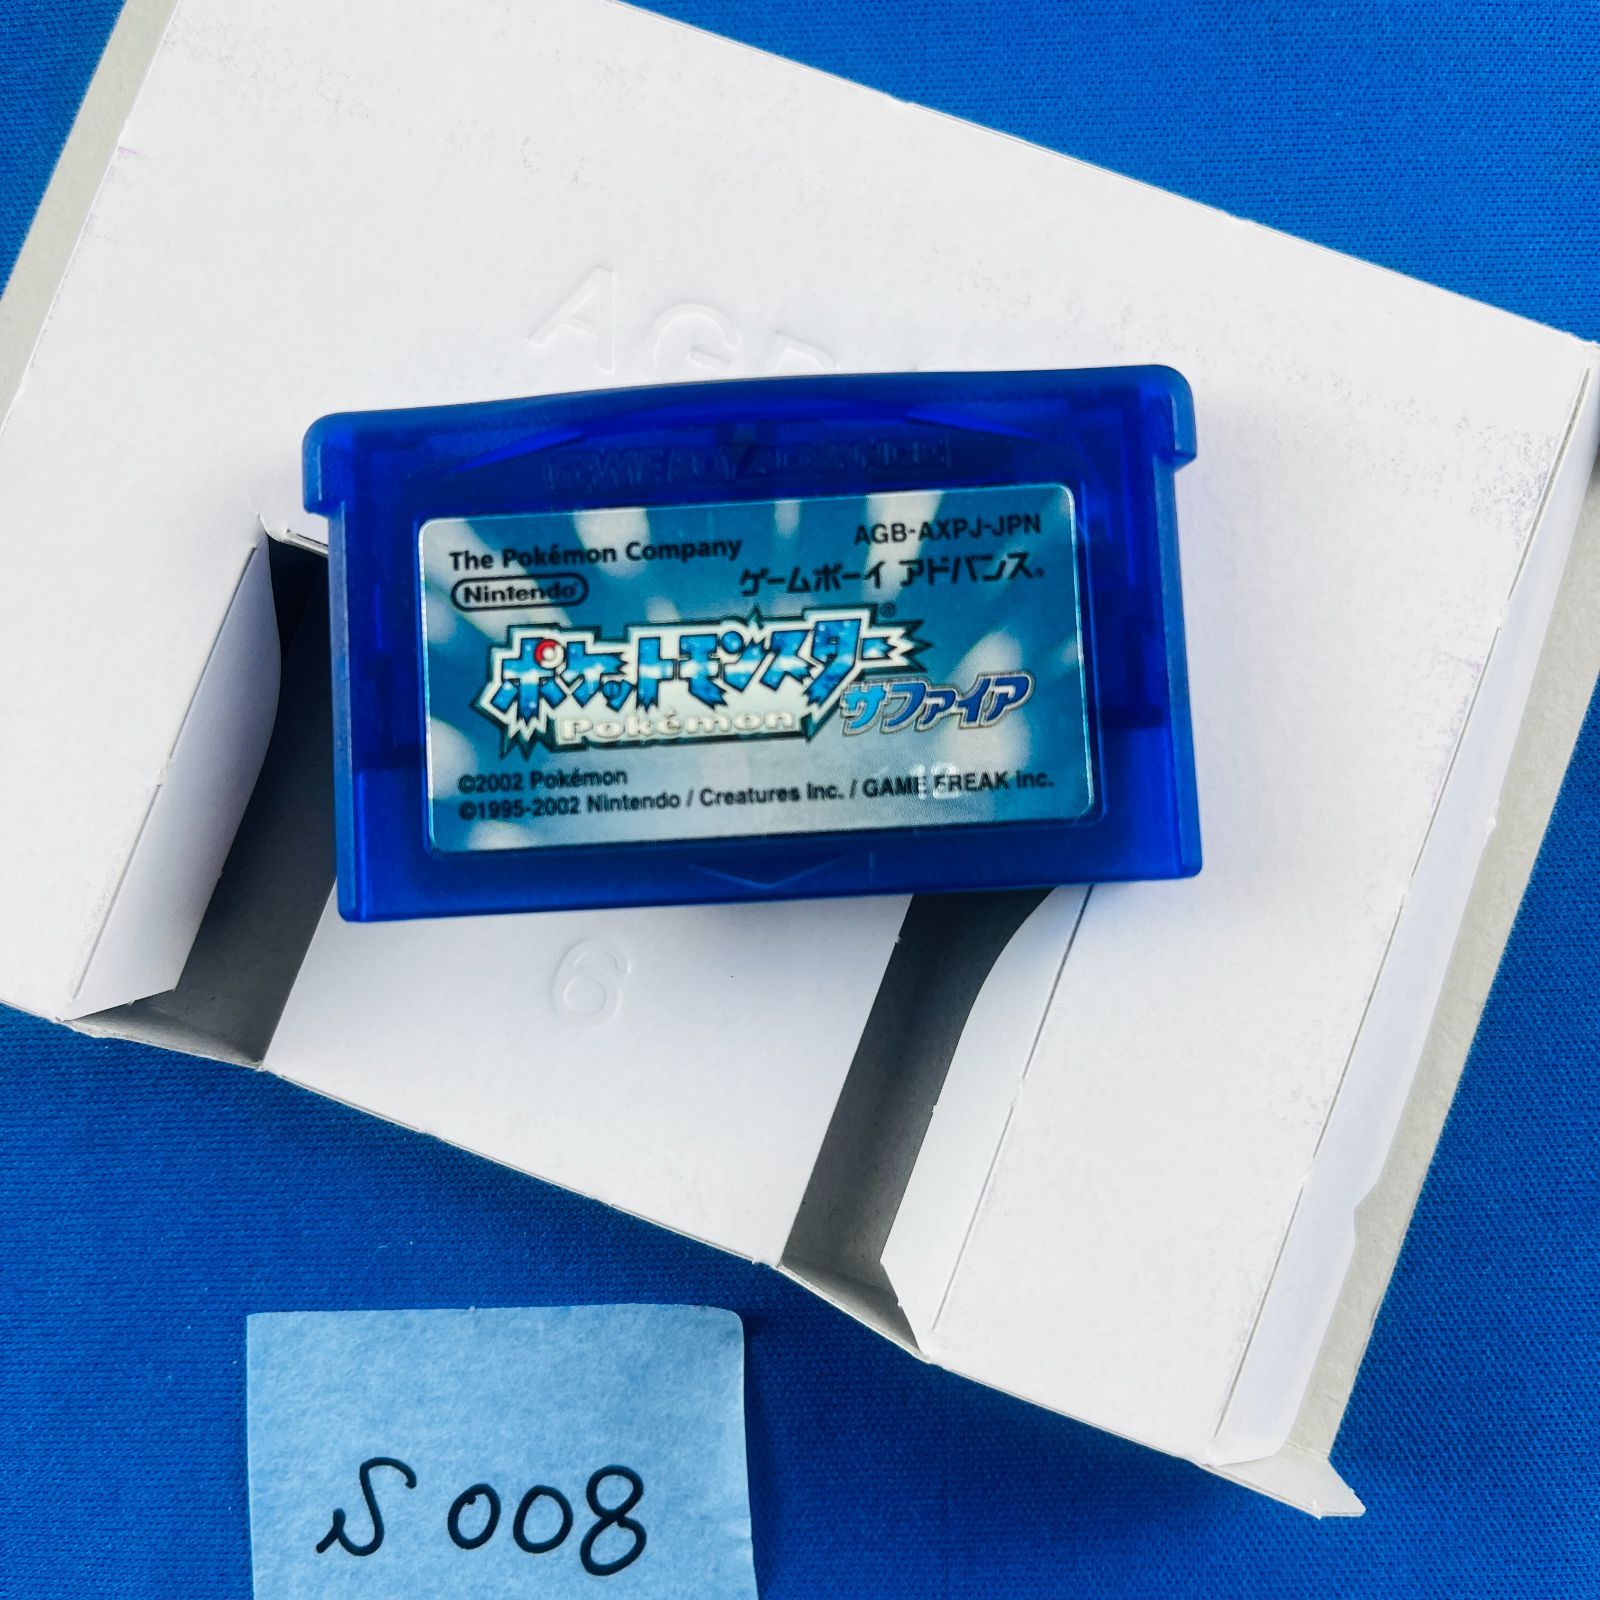 AGB
GAME BOY ADVANCE
The Pokémon Company
AGB-AXPJ-JPN
Nintendo
ゲームボーイ アドバンス®
ポケットモンスター®
Pokémon
サファイア
©2002 Pokémon
©1995-2002 Nintendo / Creatures Inc. / GAME FREAK inc.
6
S 008